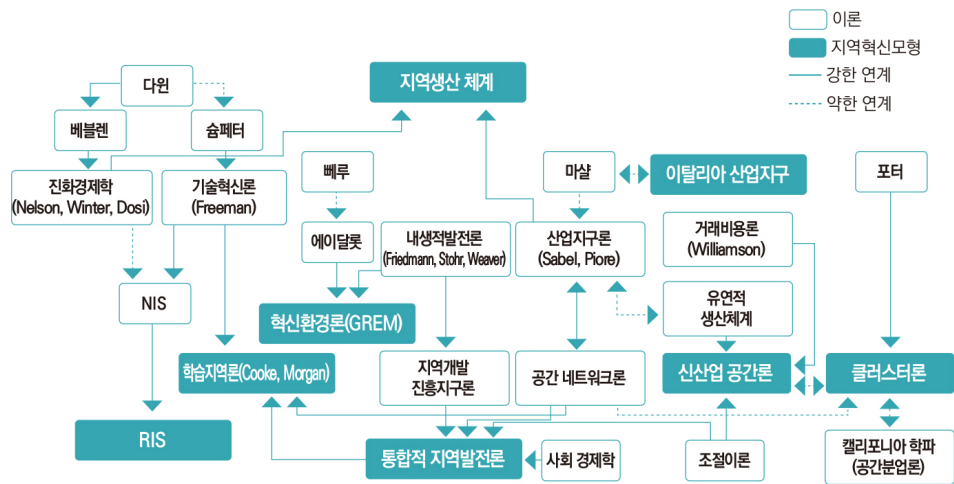 이론
지역혁신모형
강한 연계
약한 연계
다윈
지역생산 체계
베블렌
슘페터
진화경제학
(Nelson, Winter, Dosi)
기술혁신론
(Freeman)
뻬루
마샬
이탈리아 산업지구
포터
에이달롯
내생적발전론
(Friedmann, Stohr, Weaver)
산업지구론
(Sabel, Piore)
거래비용론
(Williamson)
NIS
혁신환경론(GREM)
유연적
생산체계
학습지역론(Cooke, Morgan)
지역개발
진흥지구론
공간 네트워크론
신산업 공간론
클러스터론
RIS
통합적 지역발전론
사회 경제학
조절이론
캘리포니아 학파
(공간분업론)